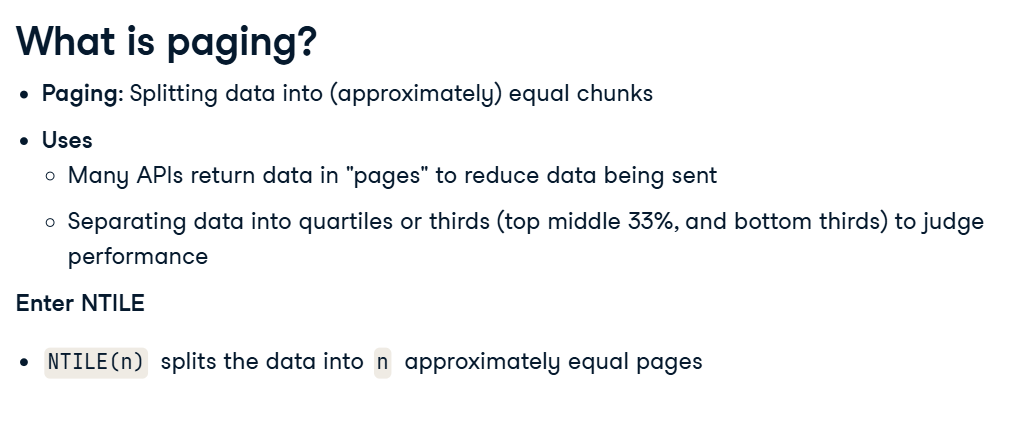 What is paging?
• Paging: Splitting data into (approximately) equal chunks
• Uses
○ Many APIs return data in "pages" to reduce data being sent
○ Separating data into quartiles or thirds (top middle 33%, and bottom thirds) to judge
performance
Enter NTILE
• NTILE(n) splits the data into n approximately equal pages